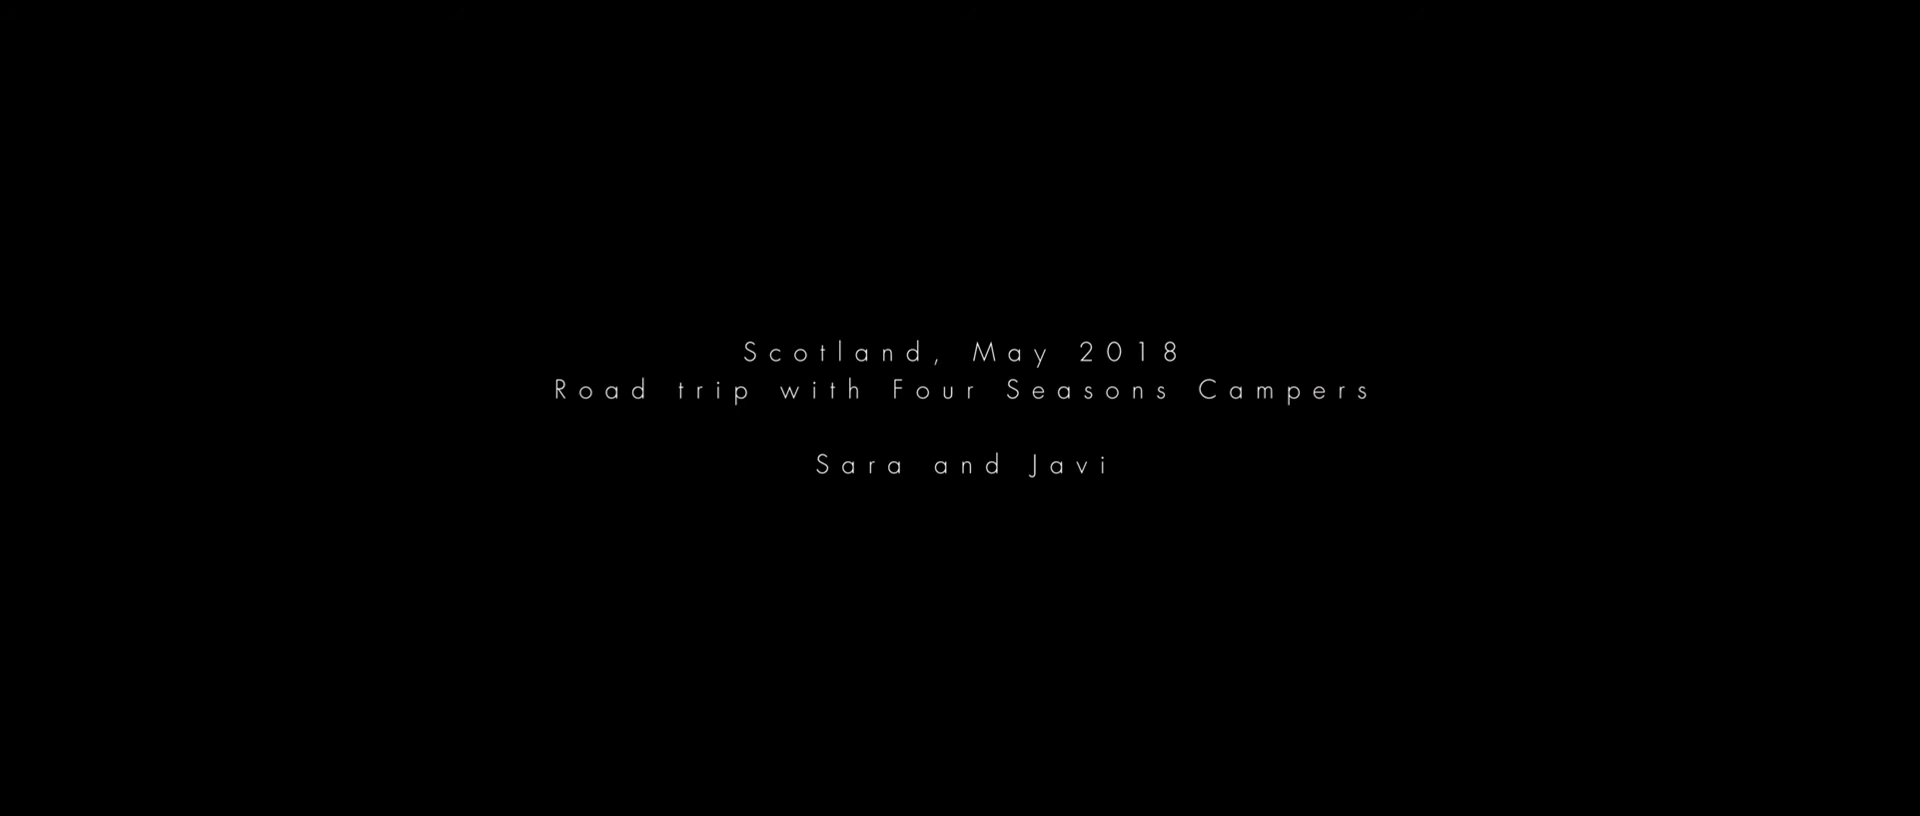 Scotland, May 2018
Road trip with Four Seasons Campers
Sara and Javi